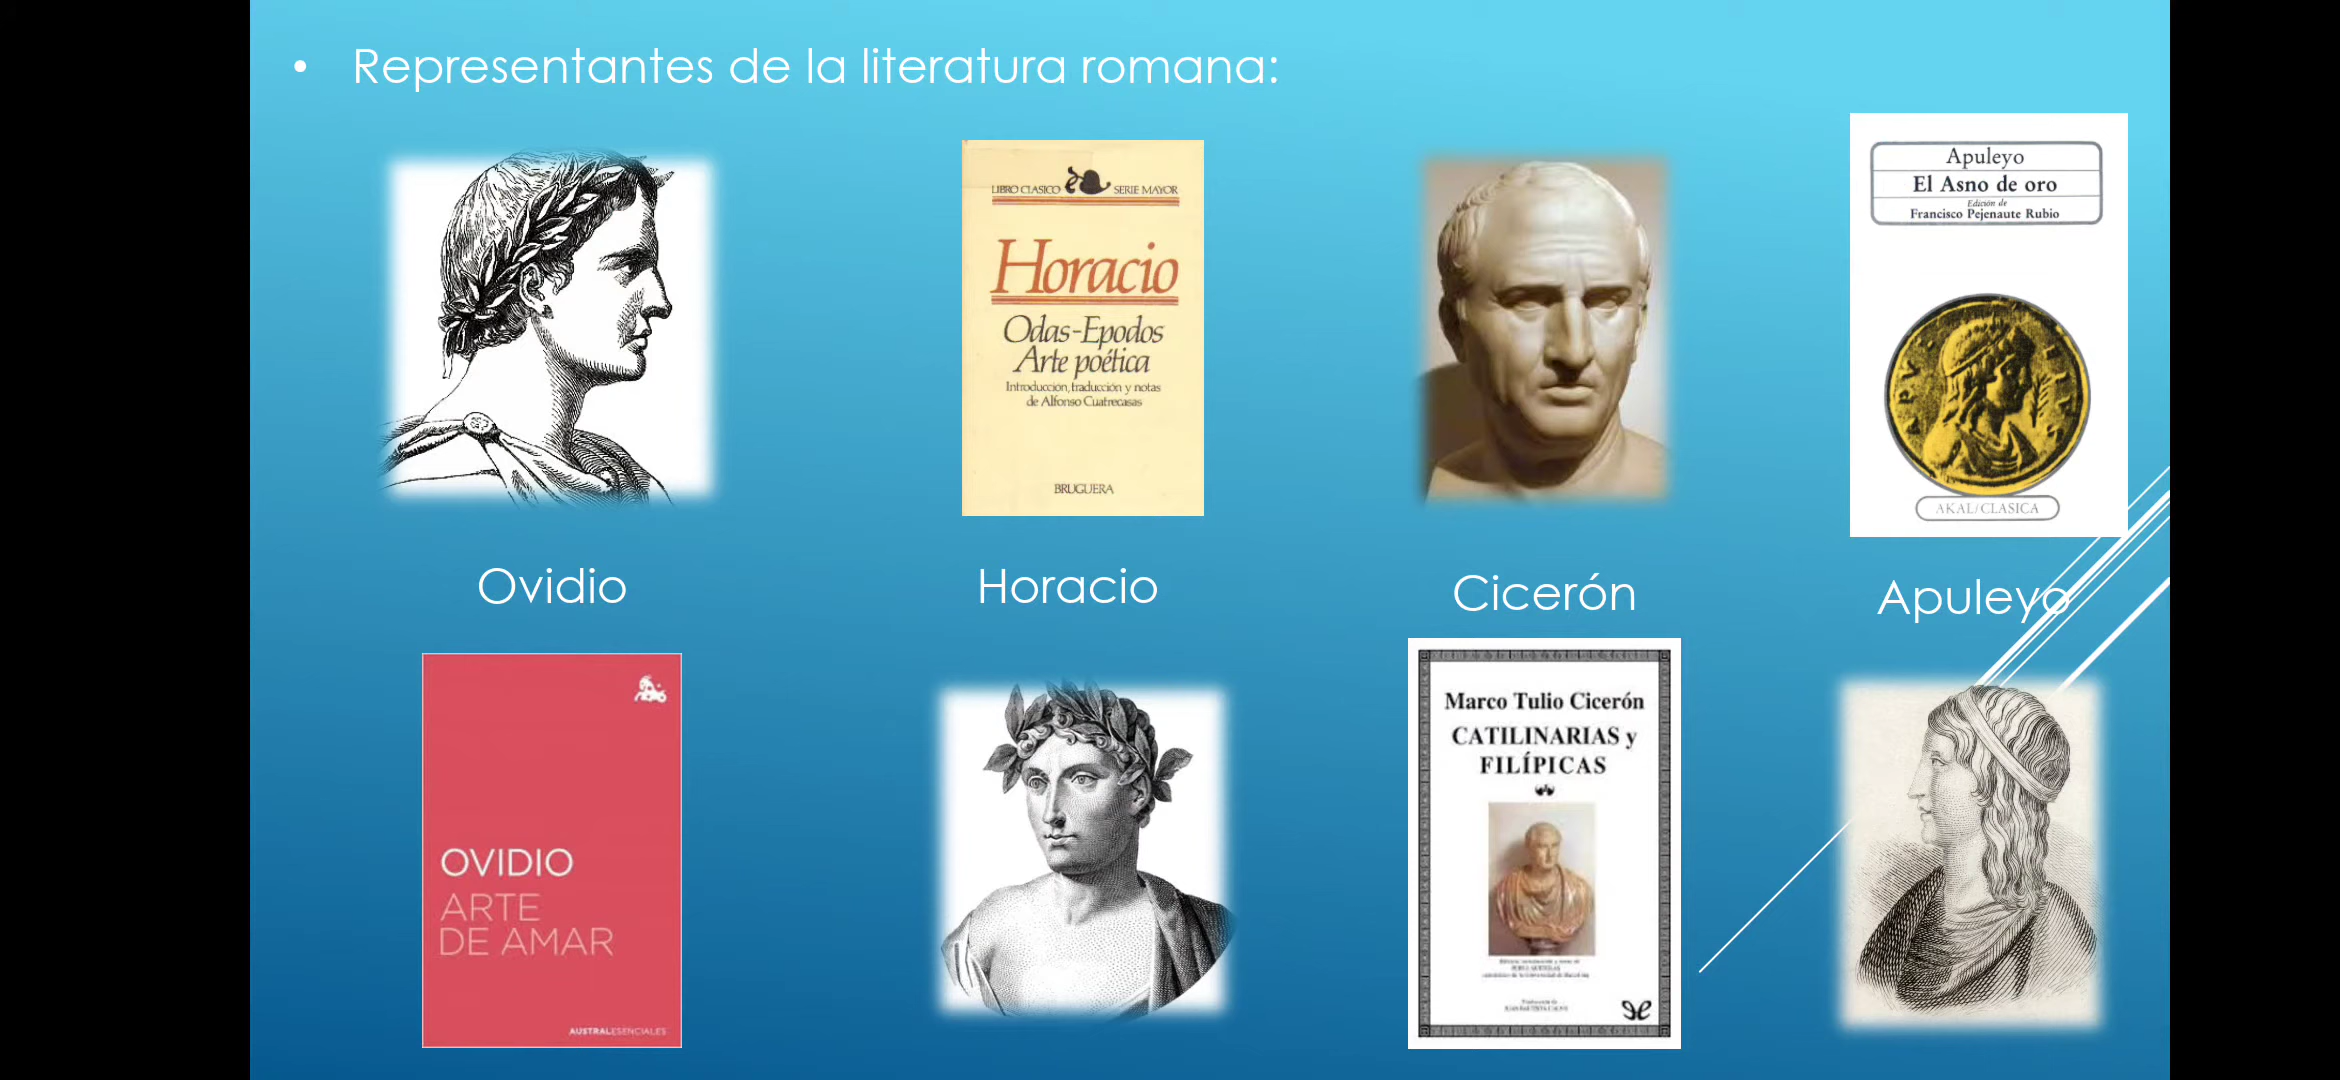 • Representantes de la literatura romana:
LIBRO CLASICO SERIE MAYOR
Horacio
Odas-Epodos
Arte poética
Introducción, traducción y notas
de Alfonso Cuatrecasas
BRUGUERA
Apuleyo
El Asno de oro
Edición de
Francisco Pejenaute Rubio
AKAL/CLASICA
Ovidio
Horacio
Cicerón
Apuleyo
OVIDIO
ARTE
DE AMAR
AUSTRALESENCIALES
Marco Tulio Cicerón
CATILINARIAS y
FILÍPICAS